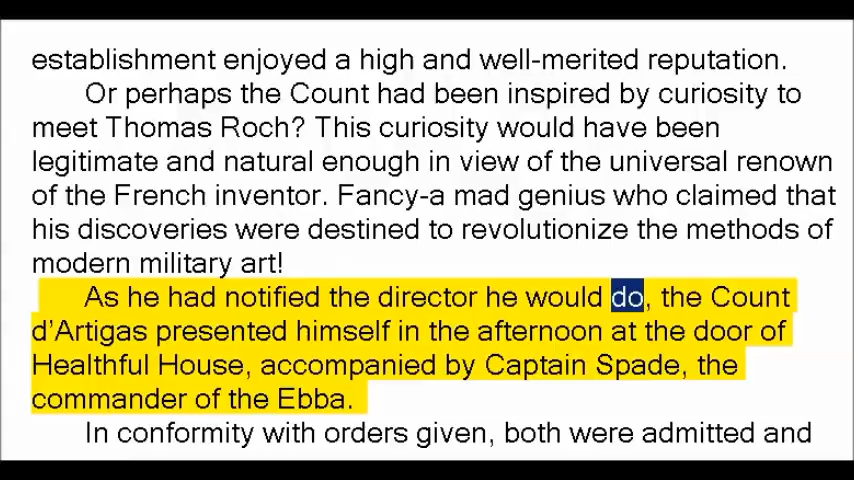 establishment enjoyed a high and well-merited reputation.
Or perhaps the Count had been inspired by curiosity to
meet Thomas Roch? This curiosity would have been
legitimate and natural enough in view of the universal renown
of the French inventor. Fancy-a mad genius who claimed that
his discoveries were destined to revolutionize the methods of
modern military art!
As he had notified the director he would do, the Count
d'Artigas presented himself in the afternoon at the door of
Healthful House, accompanied by Captain Spade, the
commander of the Ebba.
In conformity with orders given, both were admitted and